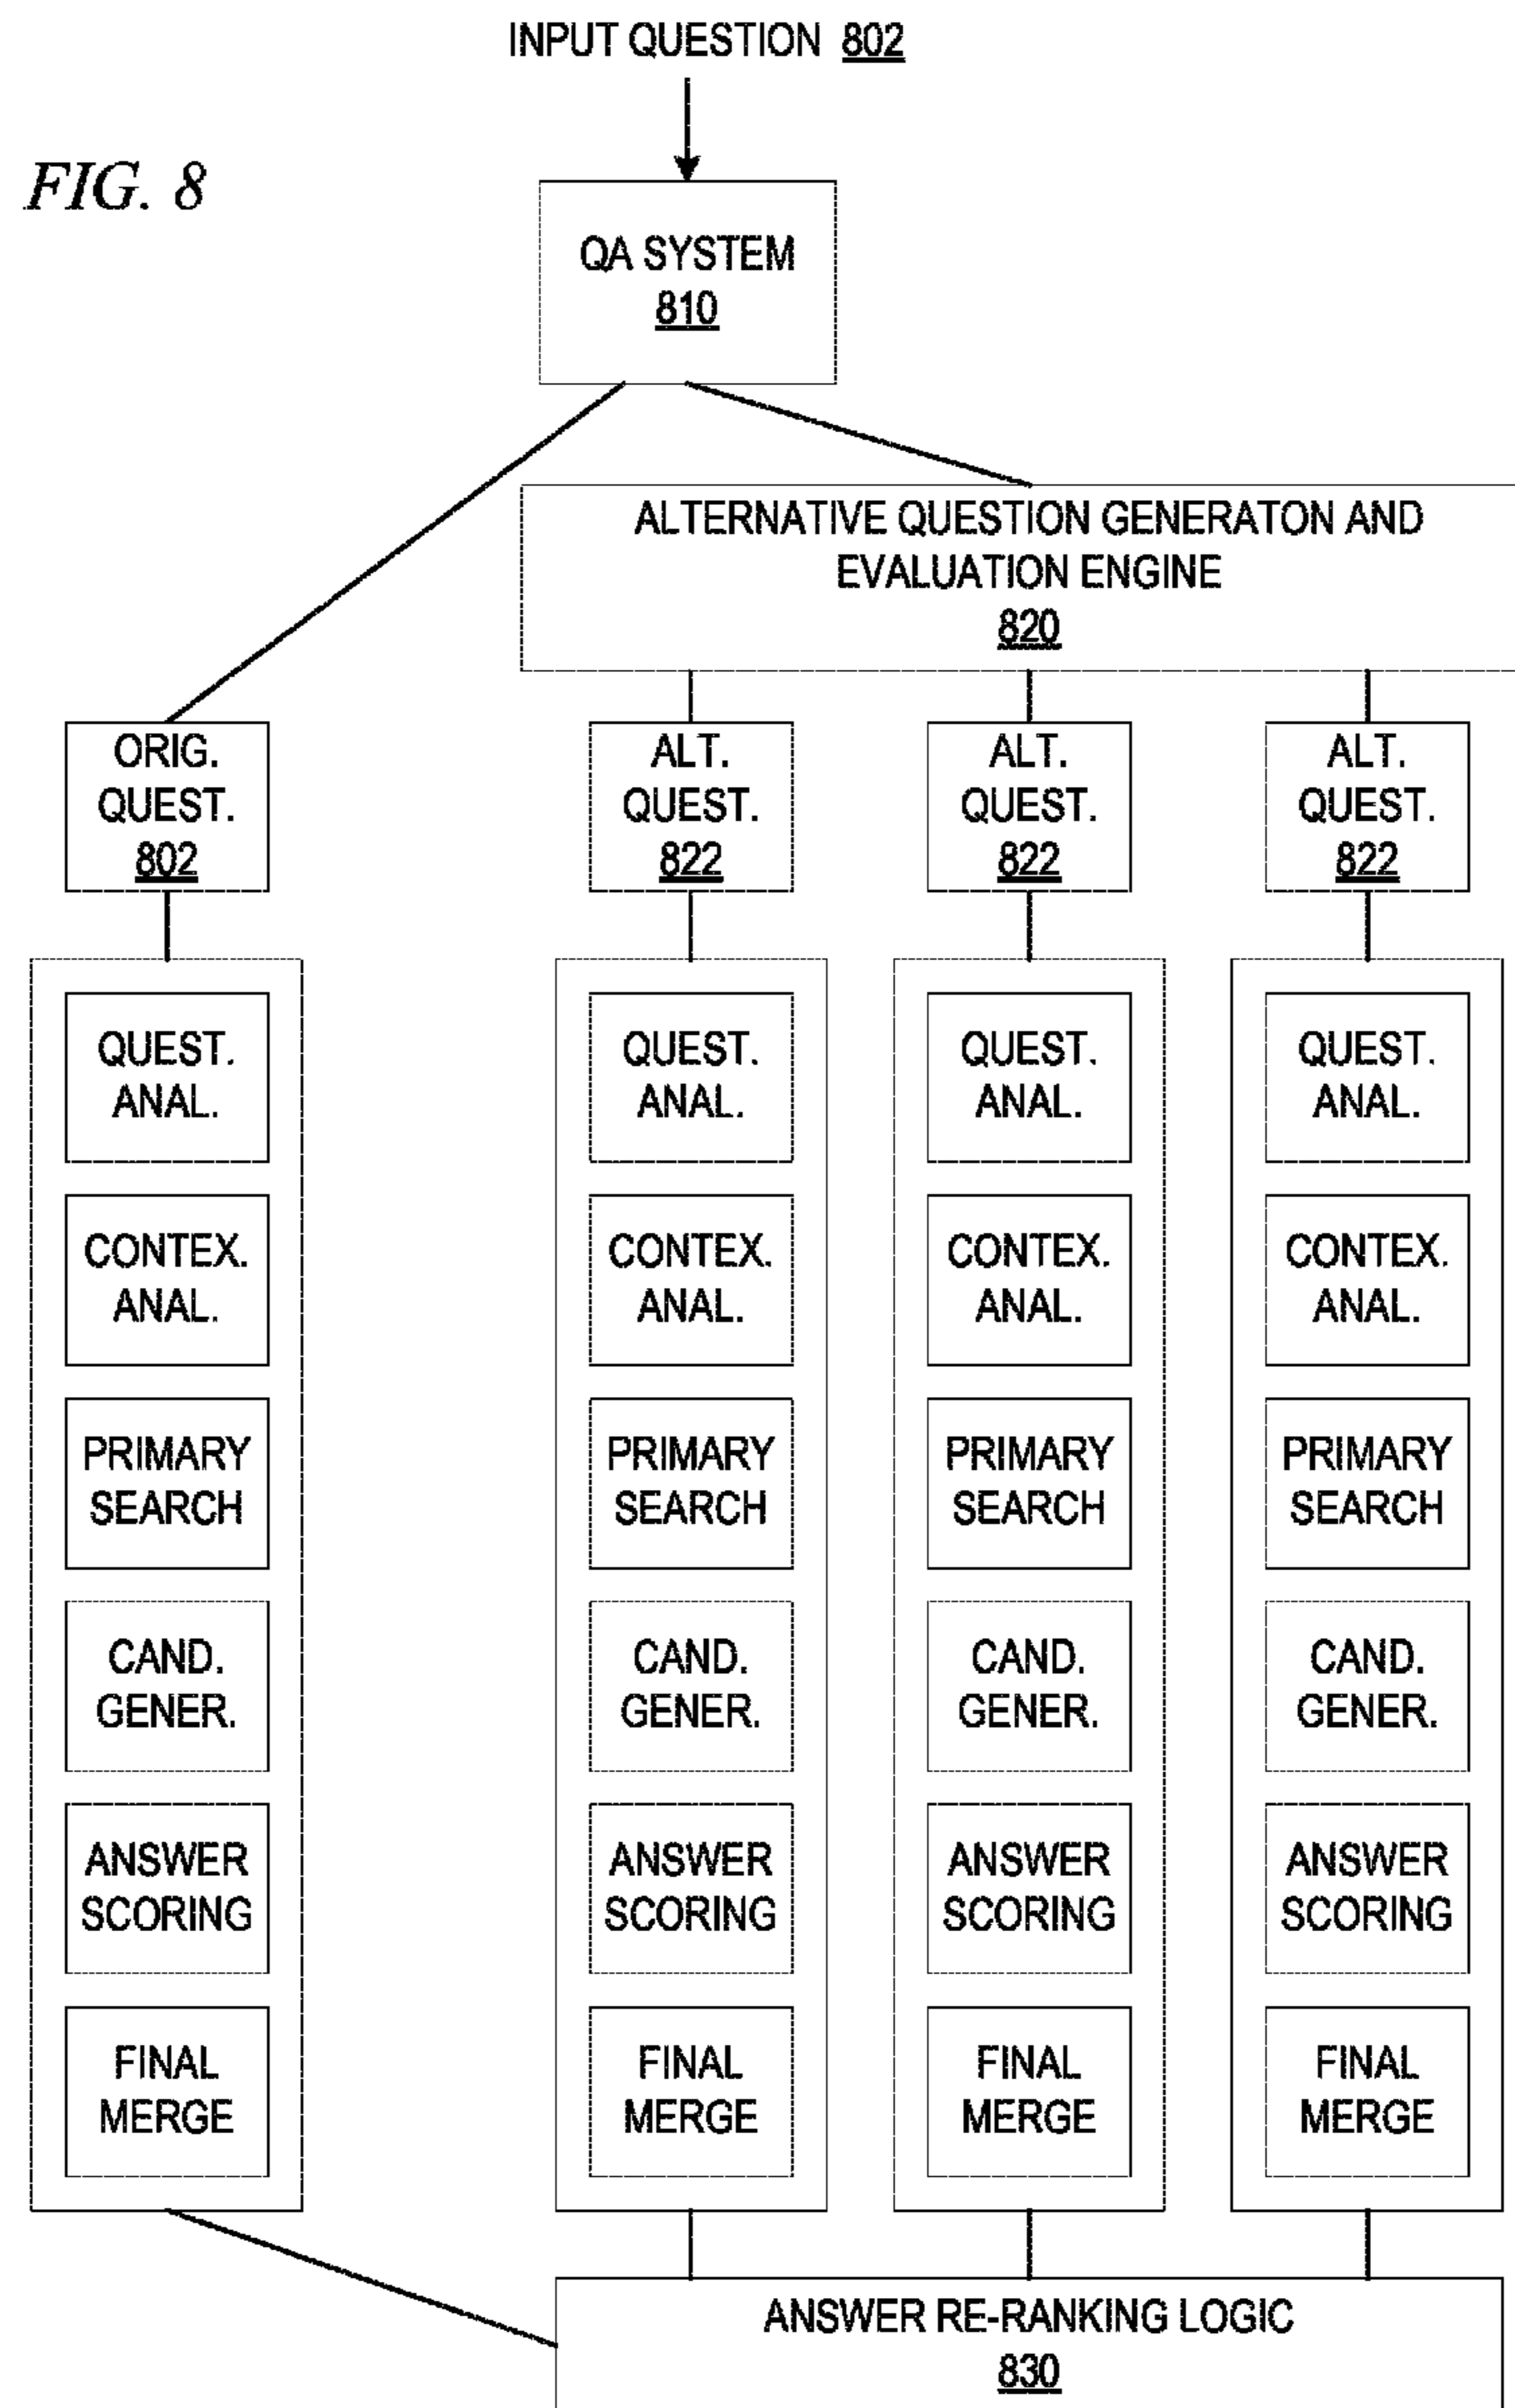 INPUT QUESTION 802
FIG. 8
QA SYSTEM
810
ALTERNATIVE QUESTION GENERATON AND
EVALUATION ENGINE
820
ORIG.
QUEST.
802
ALT.
QUEST.
822
ALT.
QUEST.
822
ALT.
QUEST.
822
QUEST.
ANAL.
CONTEX.
ANAL.
PRIMARY
SEARCH
CAND.
GENER.
ANSWER
SCORING
FINAL
MERGE
QUEST.
ANAL.
CONTEX.
ANAL.
PRIMARY
SEARCH
CAND.
GENER.
ANSWER
SCORING
FINAL
MERGE
QUEST.
ANAL.
CONTEX.
ANAL.
PRIMARY
SEARCH
CAND.
GENER.
ANSWER
SCORING
FINAL
MERGE
QUEST.
ANAL.
CONTEX.
ANAL.
PRIMARY
SEARCH
CAND.
GENER.
ANSWER
SCORING
FINAL
MERGE
ANSWER RE-RANKING LOGIC
830